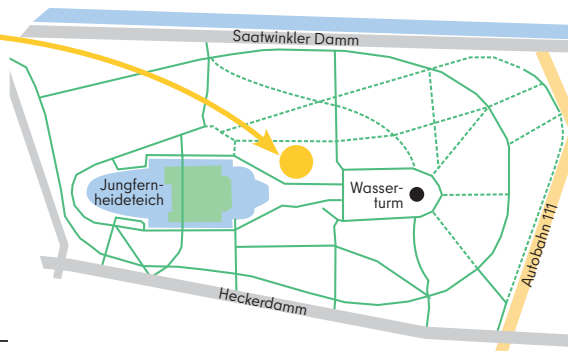 Saatwinkler Damm
Jungfern-
heideteich
Wasser-
turm
Autobahn 111
Heckerdamm